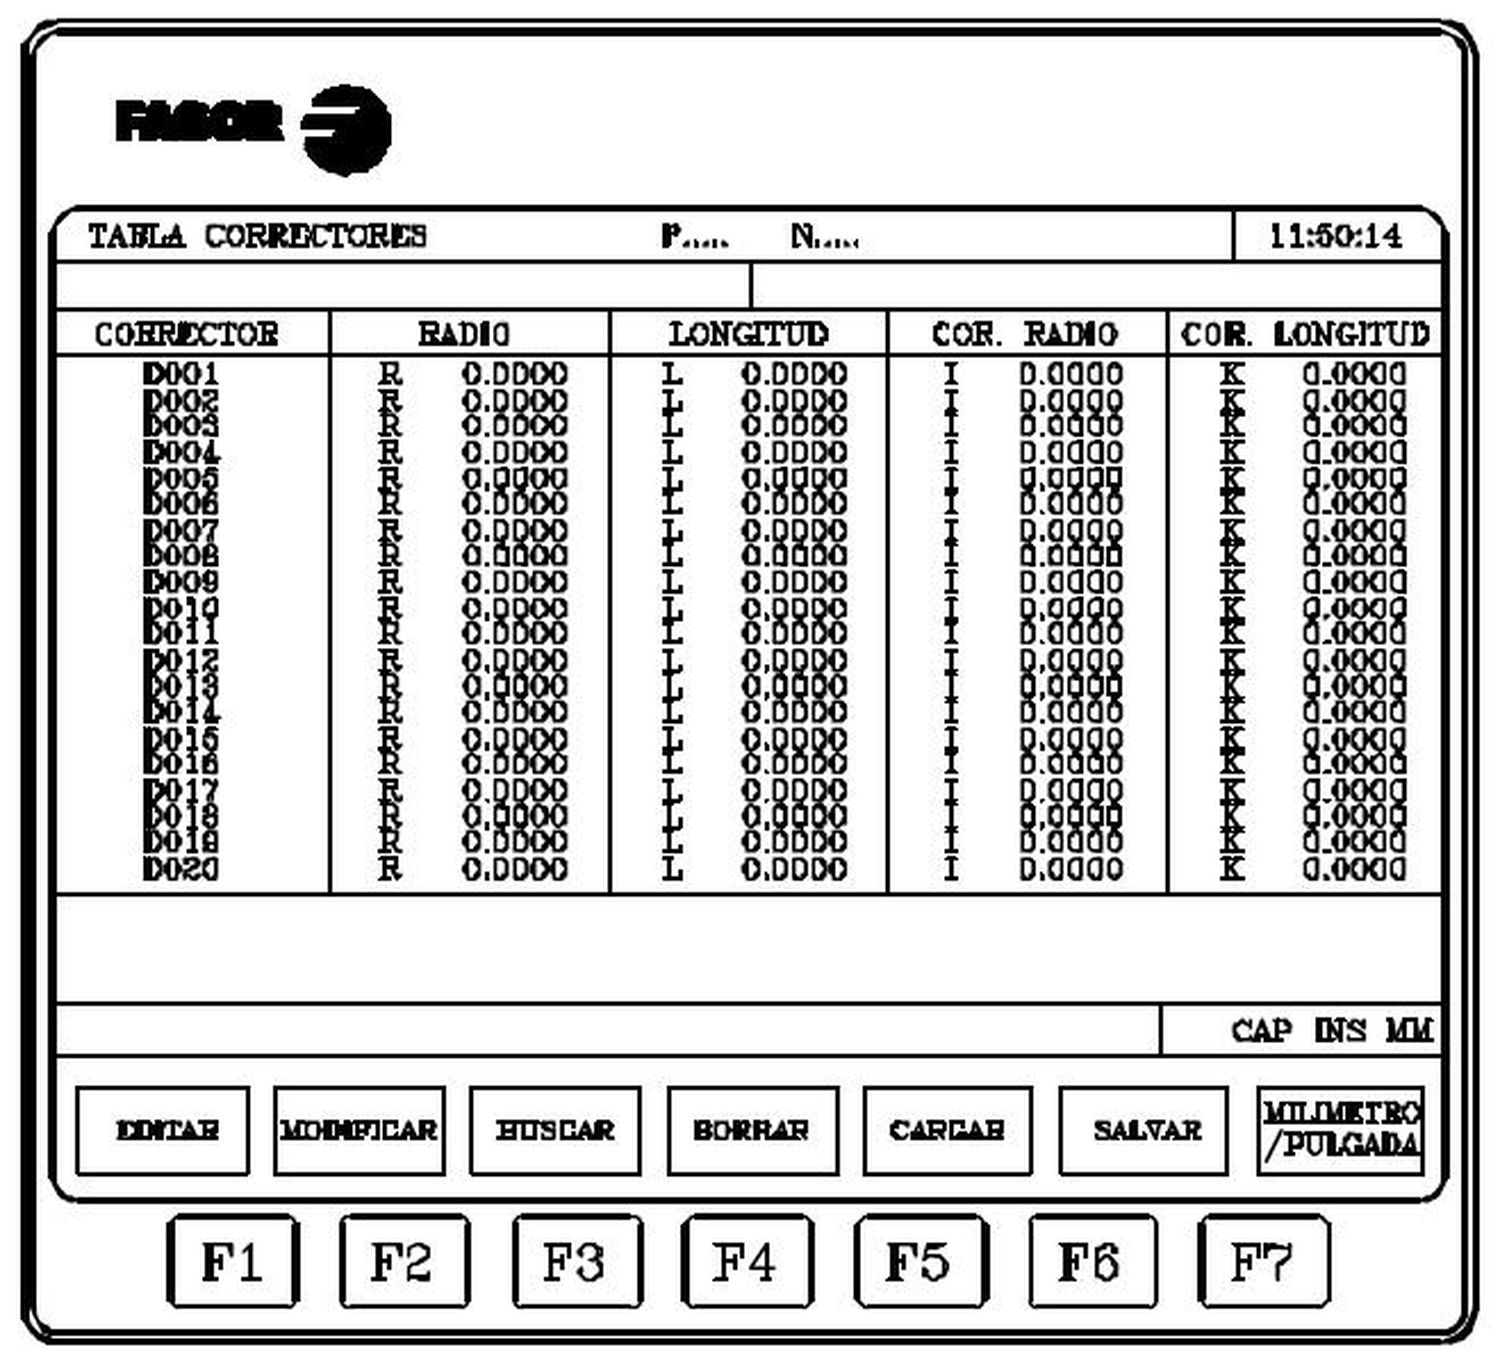 FAGOR
TABLA CORRECTORES P..... N..... 11:50:14
CORRECTOR RADIO LONGITUD COR. RADIO COR. LONGITUD
D001 R 0.0000 L 0.0000 I 0.0000 K 0.0000
D002 R 0.0000 L 0.0000 I 0.0000 K 0.0000
D003 R 0.0000 L 0.0000 I 0.0000 K 0.0000
D004 R 0.0000 L 0.0000 I 0.0000 K 0.0000
D005 R 0.0000 L 0.0000 I 0.0000 K 0.0000
D006 R 0.0000 L 0.0000 I 0.0000 K 0.0000
D007 R 0.0000 L 0.0000 I 0.0000 K 0.0000
D008 R 0.0000 L 0.0000 I 0.0000 K 0.0000
D009 R 0.0000 L 0.0000 I 0.0000 K 0.0000
D010 R 0.0000 L 0.0000 I 0.0000 K 0.0000
D011 R 0.0000 L 0.0000 I 0.0000 K 0.0000
D012 R 0.0000 L 0.0000 I 0.0000 K 0.0000
D013 R 0.0000 L 0.0000 I 0.0000 K 0.0000
D014 R 0.0000 L 0.0000 I 0.0000 K 0.0000
D015 R 0.0000 L 0.0000 I 0.0000 K 0.0000
D016 R 0.0000 L 0.0000 I 0.0000 K 0.0000
D017 R 0.0000 L 0.0000 I 0.0000 K 0.0000
D018 R 0.0000 L 0.0000 I 0.0000 K 0.0000
D019 R 0.0000 L 0.0000 I 0.0000 K 0.0000
D020 R 0.0000 L 0.0000 I 0.0000 K 0.0000
CAP INS MM
EDITAR MODIFICAR BUSCAR BORRAR CARGAR SALVAR MILIMETRO
/PULGADA
F1 F2 F3 F4 F5 F6 F7